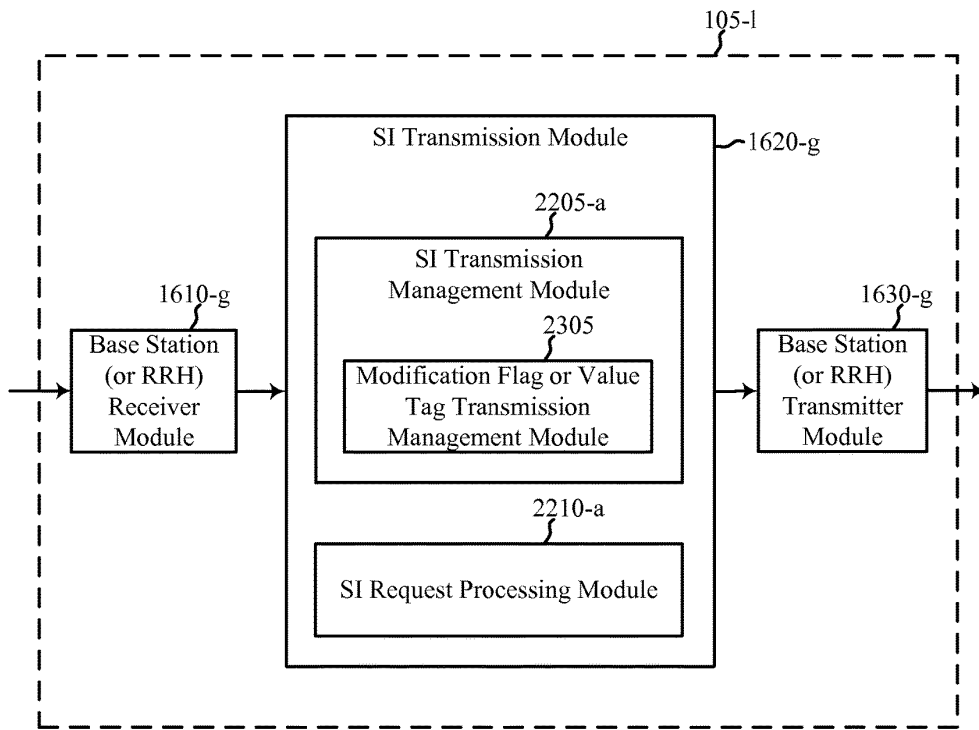 105-l
SI Transmission Module
1620-g
2205-a
SI Transmission
Management Module
1610-g
1630-g
Base Station
(or RRH)
Receiver
Module
2305
Modification Flag or Value
Tag Transmission
Management Module
Base Station
(or RRH)
Transmitter
Module
2210-a
SI Request Processing Module